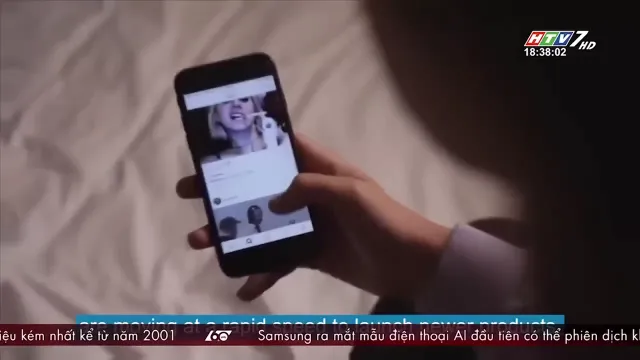 HTV7 HD
18:38:02
are moving at a rapid speed to launch newer products
iệu kém nhất kể từ năm 2001 60 Samsung ra mắt mẫu điện thoại AI đầu tiên có thể phiên dịch k